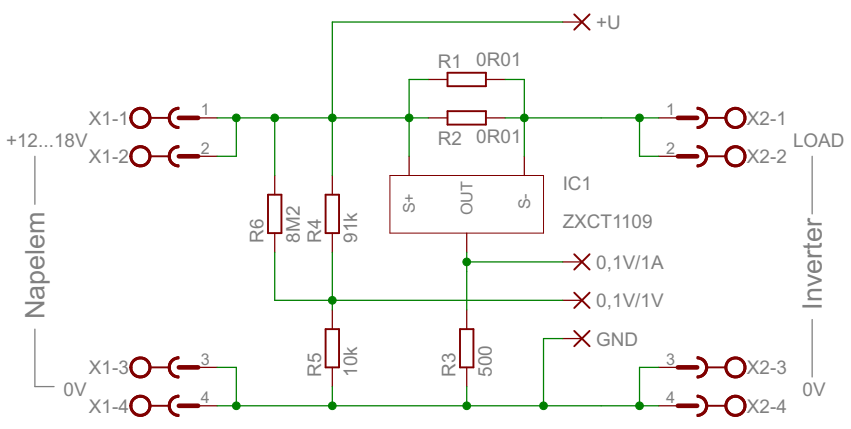 +U
R1 0R01
X1-1 1
1 X2-1
R2 0R01
+12...18V
LOAD
X1-2 2
2 X2-2
IC1
S+ OUT S-
ZXCT1109
R6 8M2
R4 91k
Napelem
Inverter
0,1V/1A
0,1V/1V
GND
R5 10k
R3 500
X1-3 3
3 X2-3
0V
0V
X1-4 4
4 X2-4